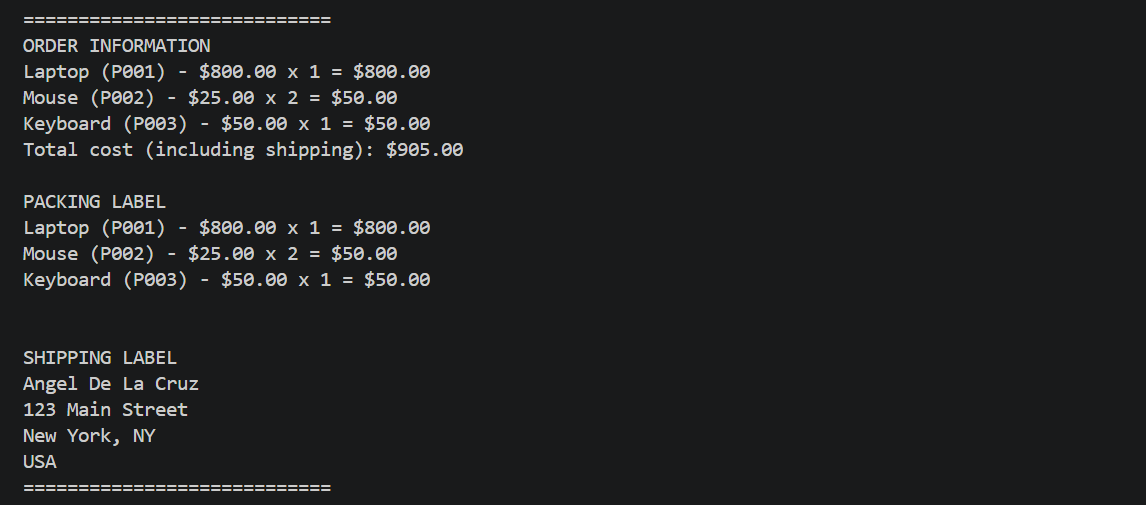 ============================
ORDER INFORMATION
Laptop (P001) - $800.00 x 1 = $800.00
Mouse (P002) - $25.00 x 2 = $50.00
Keyboard (P003) - $50.00 x 1 = $50.00
Total cost (including shipping): $905.00
PACKING LABEL
Laptop (P001) - $800.00 x 1 = $800.00
Mouse (P002) - $25.00 x 2 = $50.00
Keyboard (P003) - $50.00 x 1 = $50.00
SHIPPING LABEL
Angel De La Cruz
123 Main Street
New York, NY
USA
============================